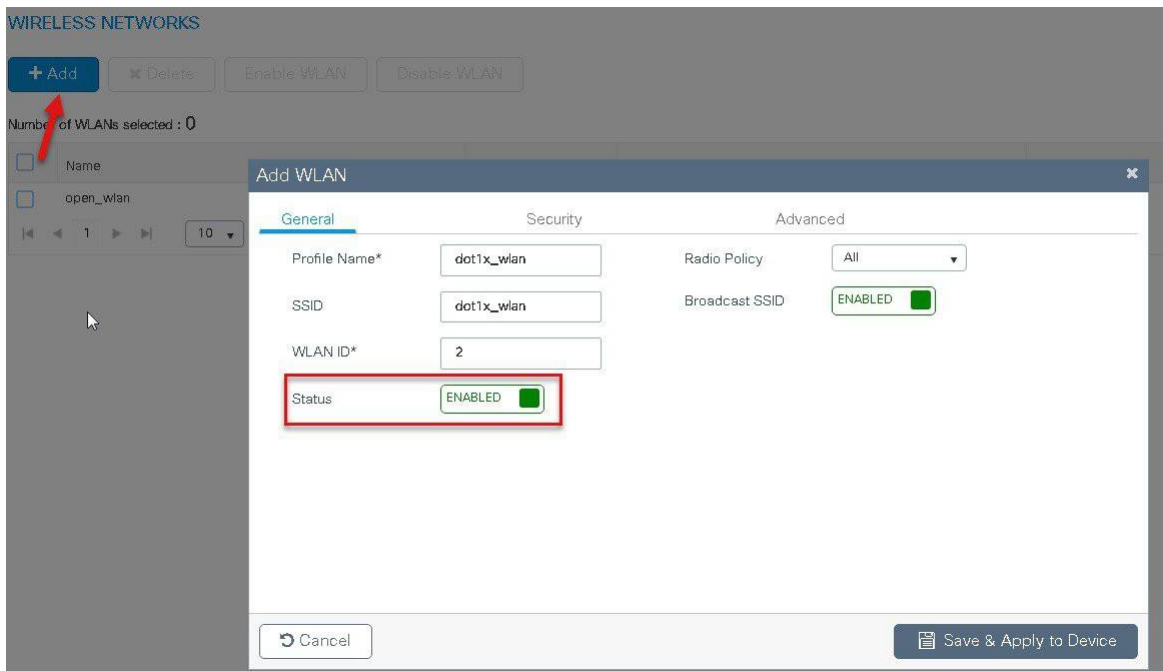 WIRELESS NETWORKS
+ Add
✖ Delete
Enable WLAN
Disable WLAN
Number of WLANs selected : 0
Name
open_wlan
1
10
Add WLAN
General
Security
Advanced
Profile Name*
dot1x_wlan
Radio Policy
All
SSID
dot1x_wlan
Broadcast SSID
ENABLED
WLAN ID*
2
Status
ENABLED
Cancel
Save & Apply to Device